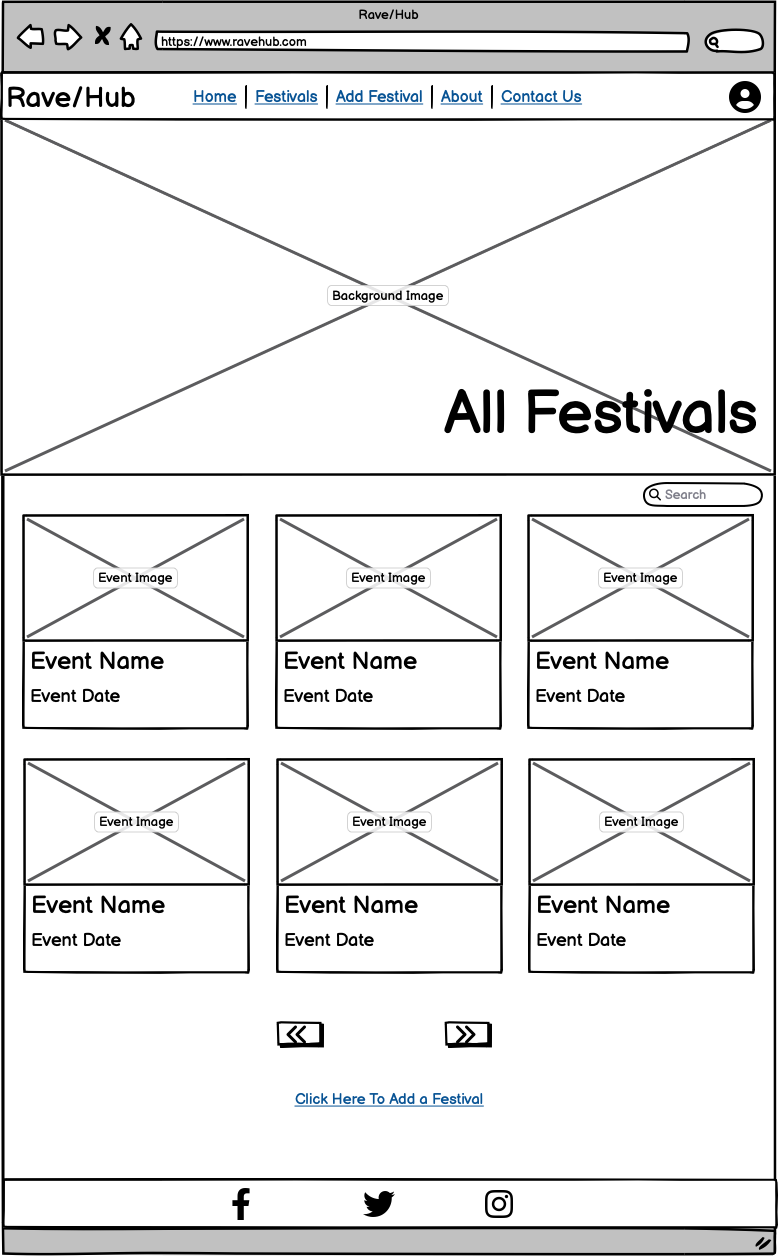 Rave/Hub
https://www.ravehub.com
Rave/Hub
Home Festivals Add Festival About Contact Us
Background Image
All Festivals
Search
Event Image Event Image Event Image
Event Name Event Name Event Name
Event Date Event Date Event Date
Event Image Event Image Event Image
Event Name Event Name Event Name
Event Date Event Date Event Date
Click Here To Add a Festival